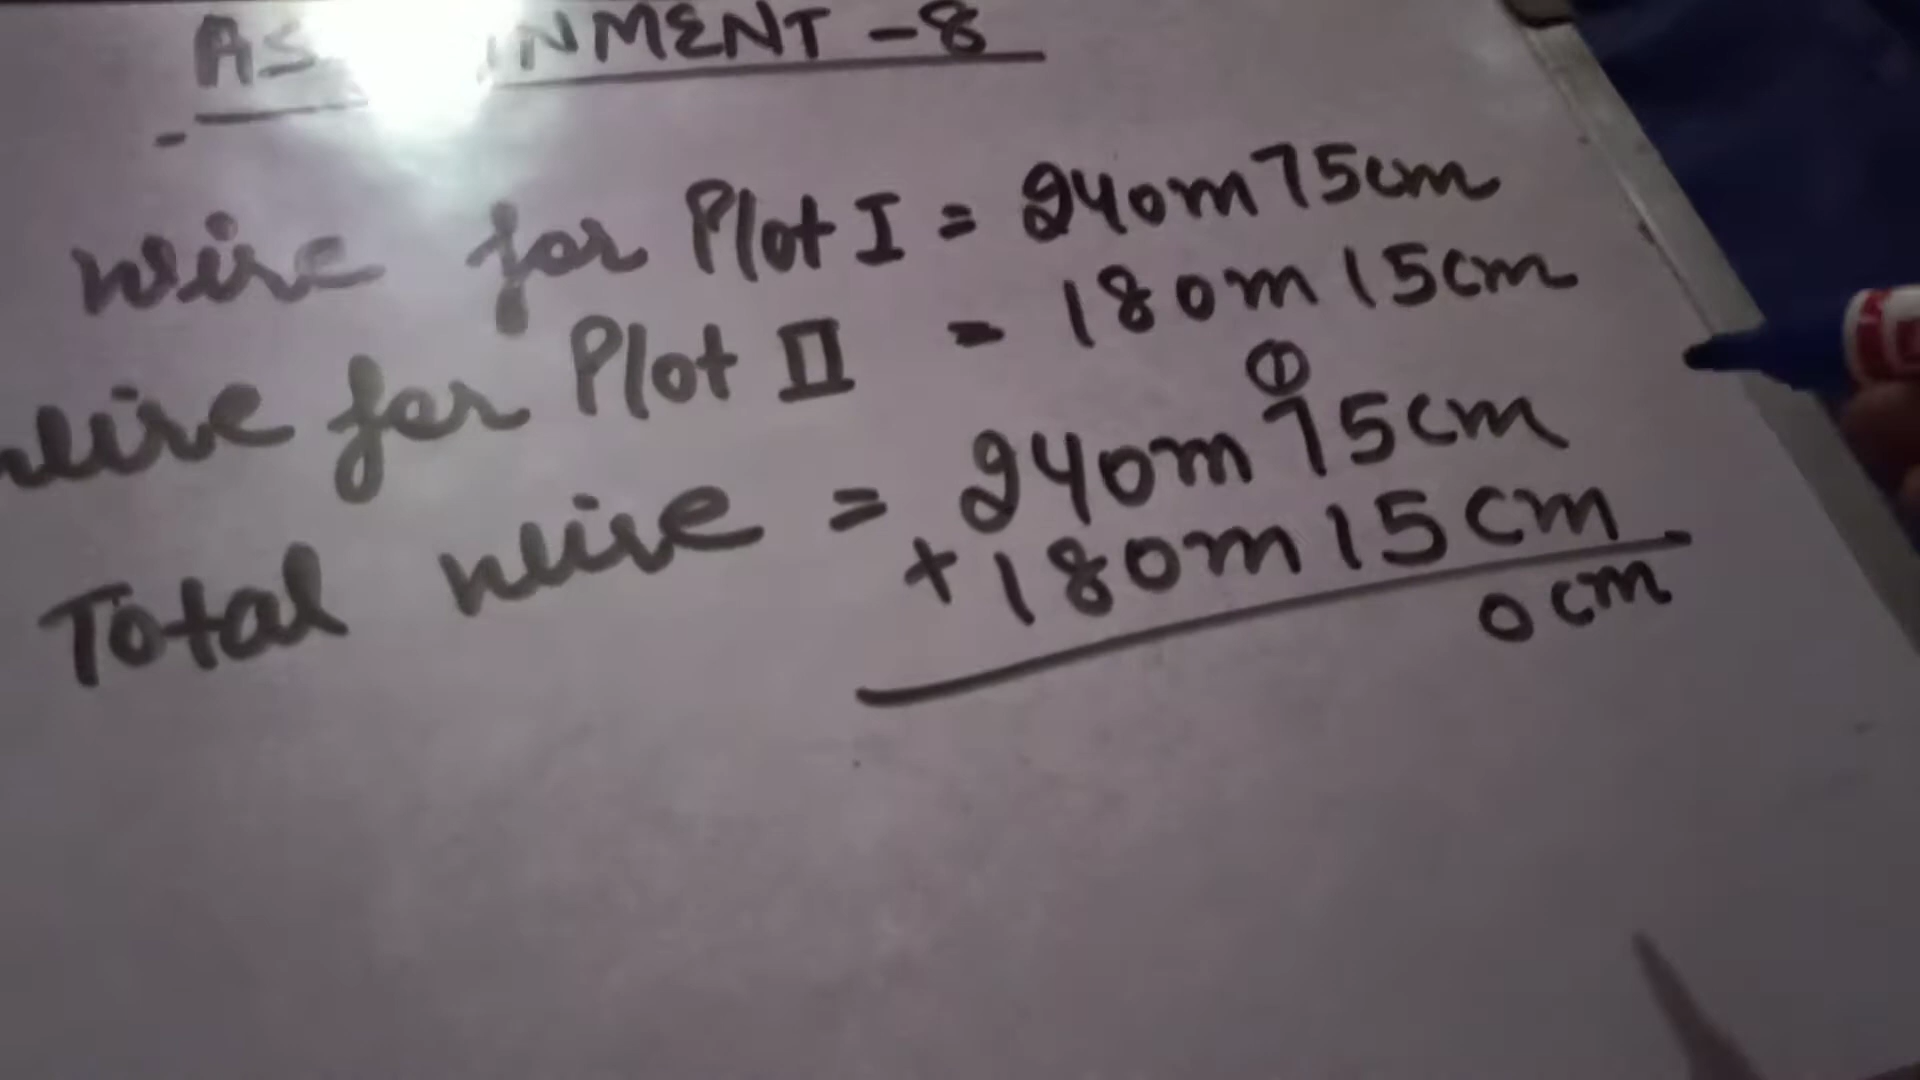 ASSIGNMENT -8
Wire for Plot I = 240m 75cm
Wire for Plot II - 180m 15cm
①
Total wire = 240m 75cm
+ 180m 15cm
0cm